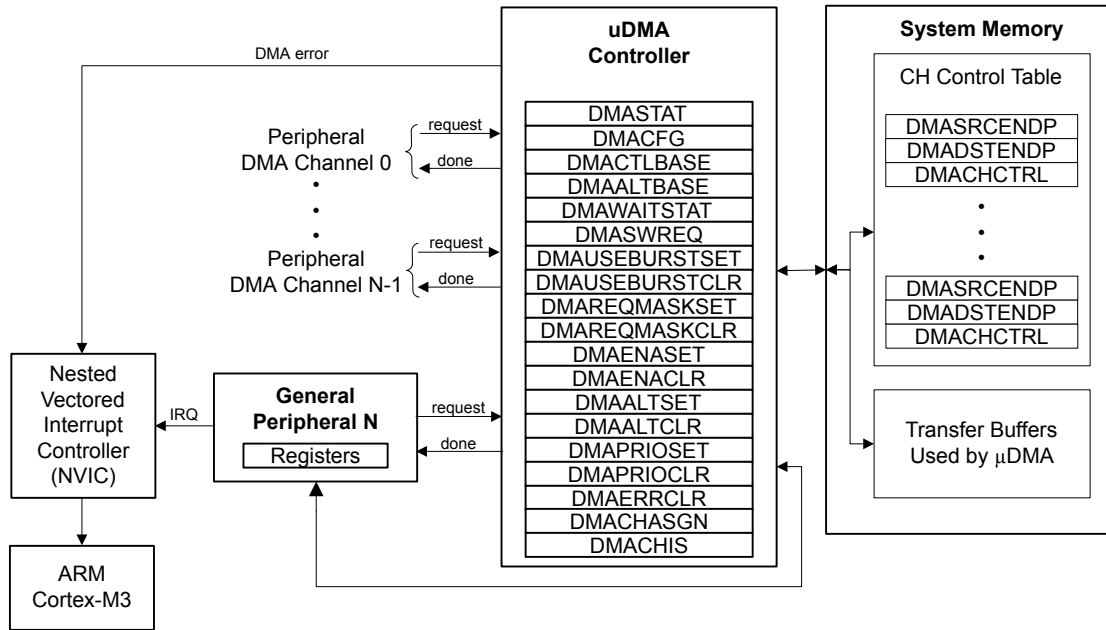 uDMA
Controller
DMASTAT
DMACFG
DMACTLBASE
DMAALTBASE
DMAWAITSTAT
DMASWREQ
DMAUSEBURSTSET
DMAUSEBURSTCLR
DMAREQMASKSET
DMAREQMASKCLR
DMAENASET
DMAENACLR
DMAALTSET
DMAALTCLR
DMAPRIOSET
DMAPRIOCLR
DMAERRCLR
DMACHASGN
DMACHIS
System Memory
CH Control Table
DMASRCENDP
DMADSTENDP
DMACHCTRL
•
•
•
DMASRCENDP
DMADSTENDP
DMACHCTRL
Transfer Buffers
Used by μDMA
DMA error
Peripheral
DMA Channel 0
request
done
•
•
•
Peripheral
DMA Channel N-1
request
done
Nested
Vectored
Interrupt
Controller
(NVIC)
IRQ
General
Peripheral N
Registers
request
done
ARM
Cortex-M3